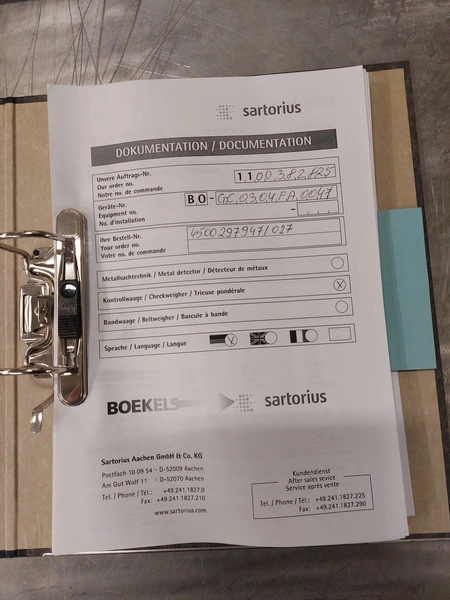 sartorius
DOKUMENTATION / DOCUMENTATION
Unsere Auftrags-Nr.
Our order no.
Notre no. de commande
1100382825
Geräte-Nr.
Equipment no.
No. d'installation
BO-GC.0304.FA.0047
-
Ihre Bestell-Nr.
Your order no.
Votre no. de commande
4500297947/027
Metallsuchtechnik / Metal detector / Détecteur de métaux
Kontrollwaage / Checkweigher / Trieuse pondérale
Bandwaage / Beltweigher / Bascule à bande
Sprache / Language / Langue
BOEKELS
sartorius
Sartorius Aachen GmbH & Co. KG
Postfach 10 09 54 - D-52009 Aachen
Am Gut Wolf 11 - D-52070 Aachen
Tel. / Phone / Tél.: +49.241.1827.0
Fax: +49.241.1827.210
www.sartorius.com
Kundendienst
After sales sevice
Service après vente
Tel. / Phone / Tél.: +49.241.1827.225
Fax: +49.241.1827.290